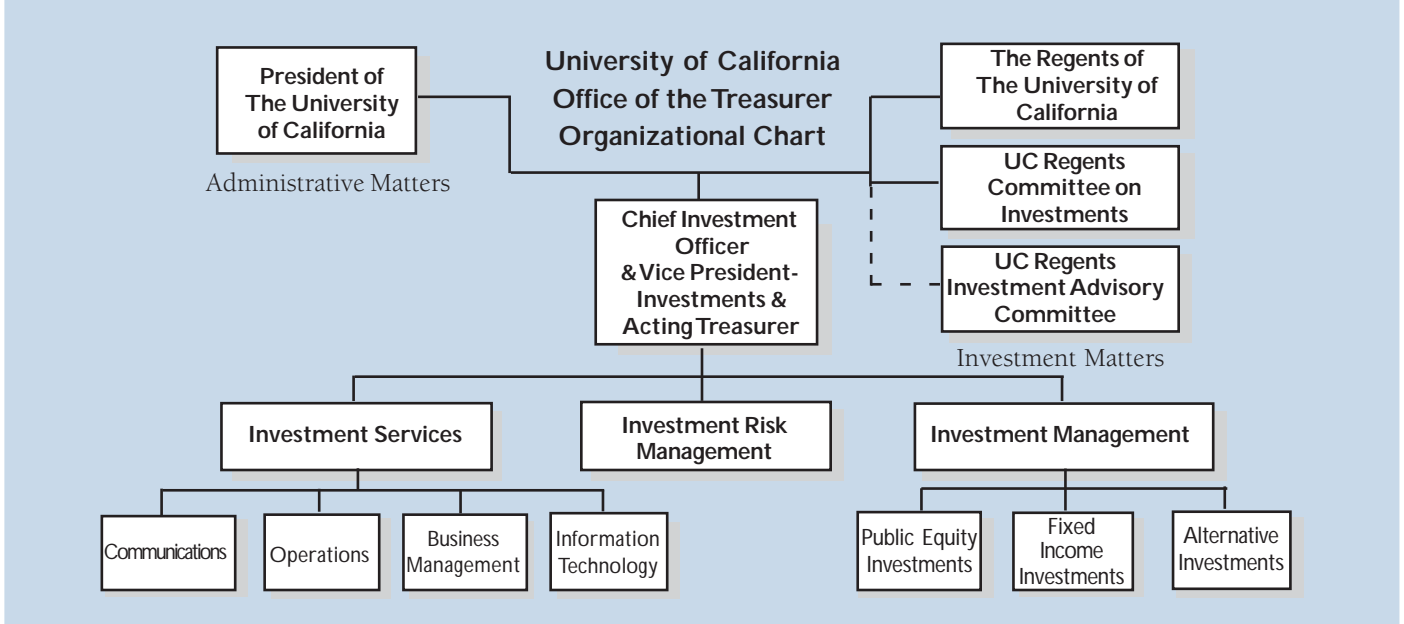 University of California
Office of the Treasurer
Organizational Chart
President of
The University
of California
Administrative Matters
The Regents of
The University of
California
UC Regents
Committee on
Investments
UC Regents
Investment Advisory
Committee
Investment Matters
Chief Investment
Officer
& Vice President-
Investments &
Acting Treasurer
Investment Services
Investment Risk
Management
Investment Management
Communications
Operations
Business
Management
Information
Technology
Public Equity
Investments
Fixed
Income
Investments
Alternative
Investments